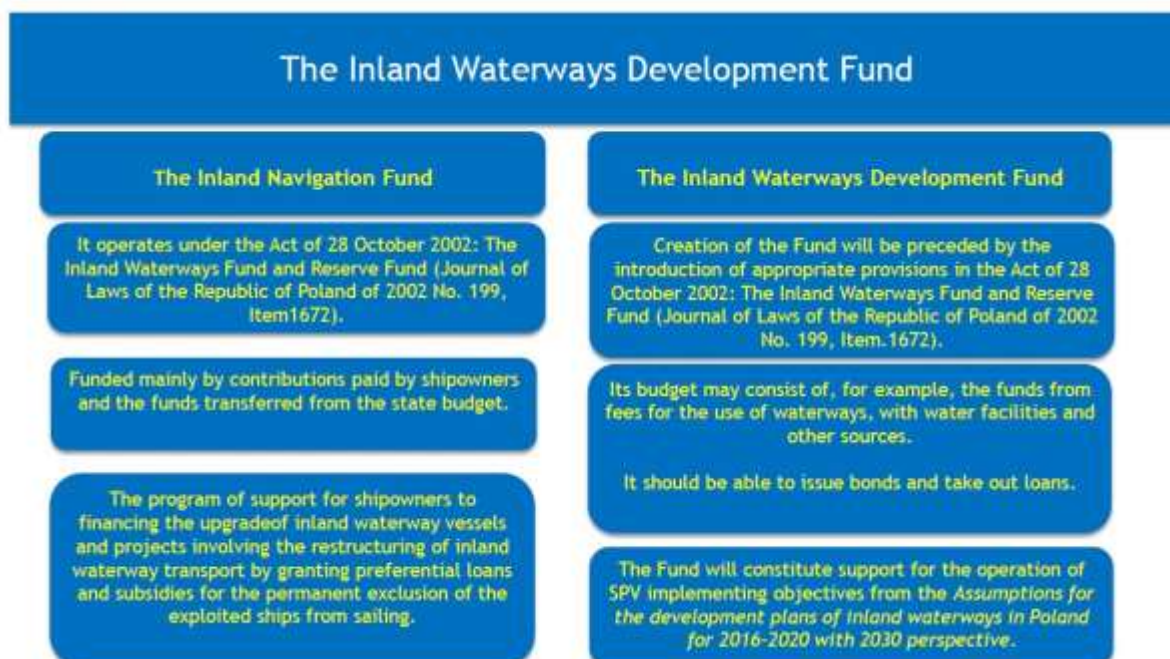 The Inland Waterways Development Fund
The Inland Navigation Fund
It operates under the Act of 28 October 2002: The
Inland Waterways Fund and Reserve Fund (Journal of
Laws of the Republic of Poland of 2002 No. 199,
Item1672).
Funded mainly by contributions paid by shipowners
and the funds transferred from the state budget.
The program of support for shipowners to
financing the upgradeof inland waterway vessels
and projects involving the restructuring of inland
waterway transport by granting preferential loans
and subsidies for the permanent exclusion of the
exploited ships from sailing.
The Inland Waterways Development Fund
Creation of the Fund will be preceded by the
introduction of appropriate provisions in the Act of 28
October 2002: The Inland Waterways Fund and Reserve
Fund (Journal of Laws of the Republic of Poland of 2002
No. 199, Item.1672).
Its budget may consist of, for example, the funds from
fees for the use of waterways, with water facilities and
other sources.
It should be able to issue bonds and take out loans.
The Fund will constitute support for the operation of
SPV implementing objectives from the Assumptions for
the development plans of inland waterways in Poland
for 2016-2020 with 2030 perspective.